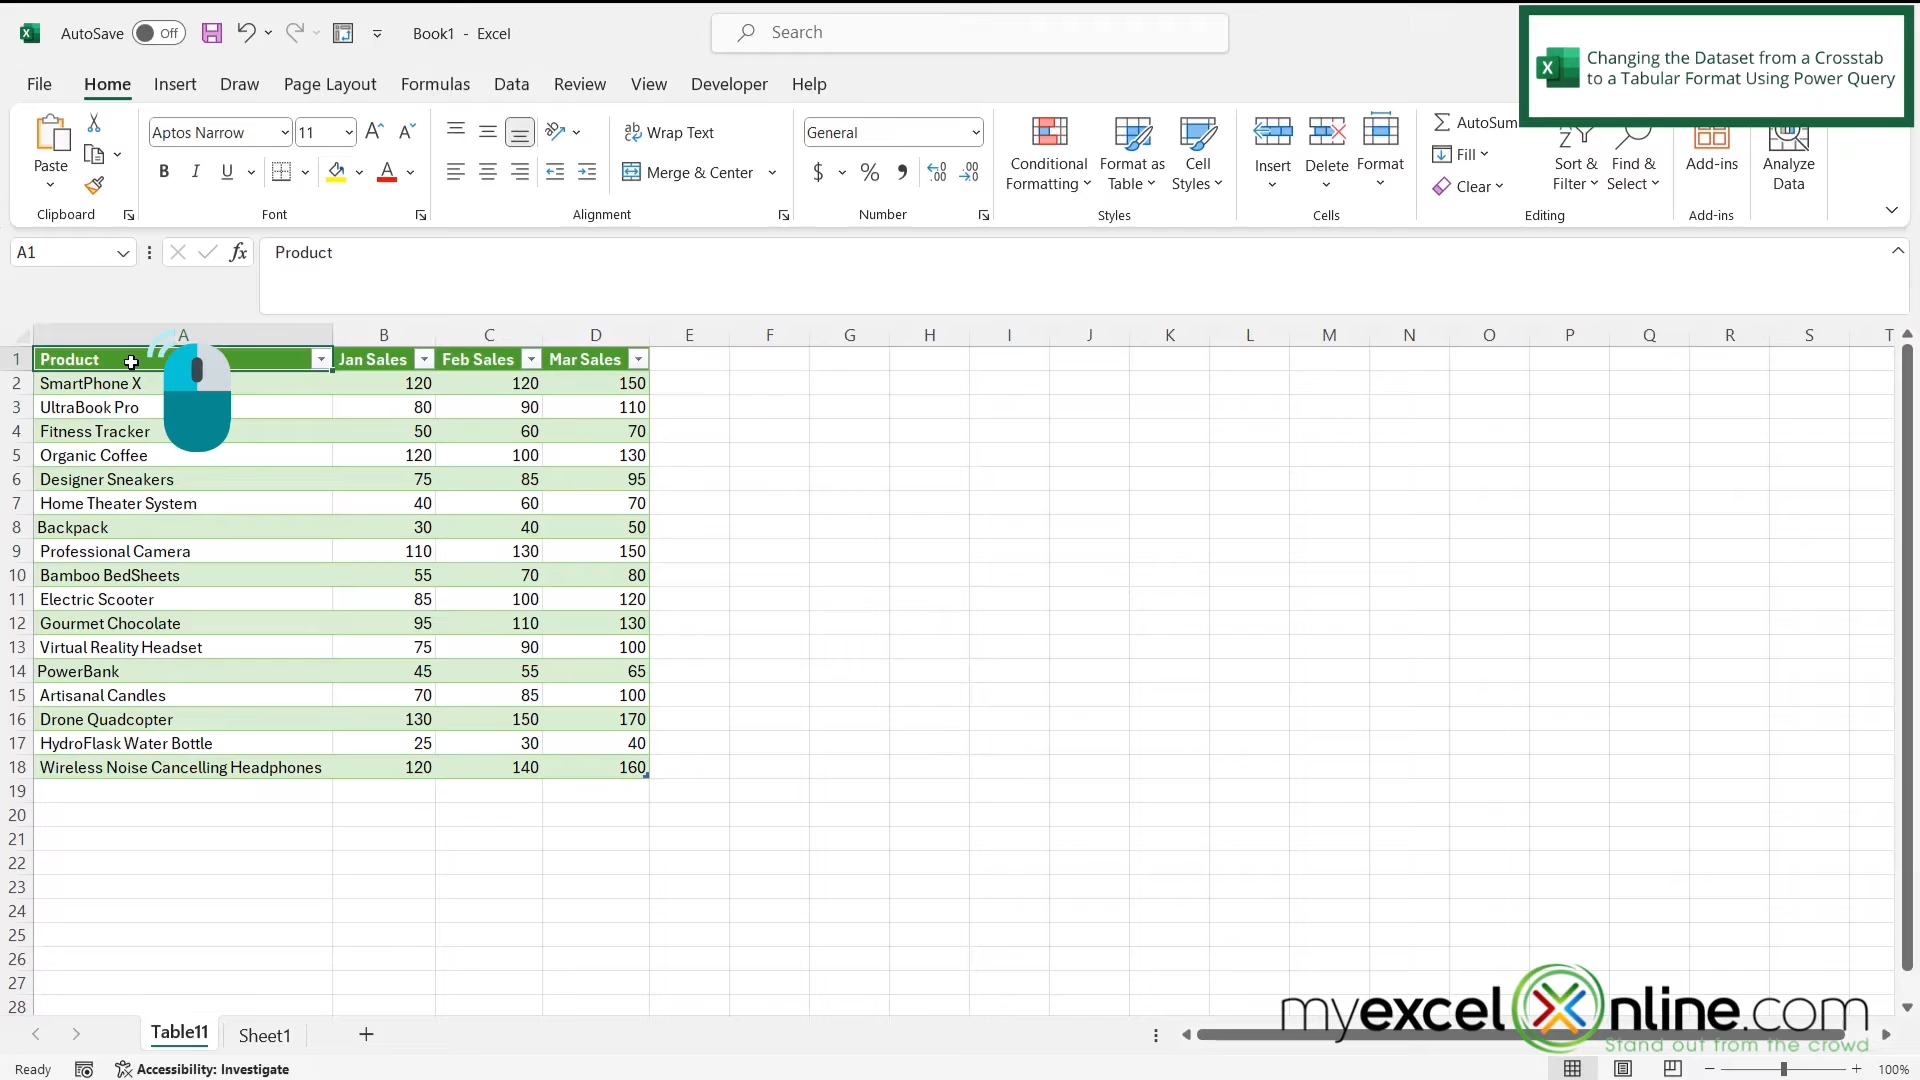 AutoSave Off Book1 - Excel Search
Changing the Dataset from a Crosstab
to a Tabular Format Using Power Query
File Home Insert Draw Page Layout Formulas Data Review View Developer Help
Paste
Clipboard
Aptos Narrow 11
B I U A
Font
Wrap Text
Merge & Center
Alignment
General
$ % , 
Number
Conditional
Formatting
Format as
Table
Cell
Styles
Styles
Insert Delete Format
Cells
AutoSum
Fill
Clear
Sort &
Filter
Find &
Select
Editing
Add-ins
Add-ins
Analyze
Data
A1 fx Product
A B C D E F G H I J K L M N O P Q R S T
1 Product Jan Sales Feb Sales Mar Sales
2 SmartPhone X 120 120 150
3 UltraBook Pro 80 90 110
4 Fitness Tracker 50 60 70
5 Organic Coffee 120 100 130
6 Designer Sneakers 75 85 95
7 Home Theater System 40 60 70
8 Backpack 30 40 50
9 Professional Camera 110 130 150
10 Bamboo BedSheets 55 70 80
11 Electric Scooter 85 100 120
12 Gourmet Chocolate 95 110 130
13 Virtual Reality Headset 75 90 100
14 PowerBank 45 55 65
15 Artisanal Candles 70 85 100
16 Drone Quadcopter 130 150 170
17 HydroFlask Water Bottle 25 30 40
18 Wireless Noise Cancelling Headphones 120 140 160
19
20
21
22
23
24
25
26
27
28
myexcelonline.com
Stand out from the crowd
Table11 Sheet1
Ready Accessibility: Investigate 100%